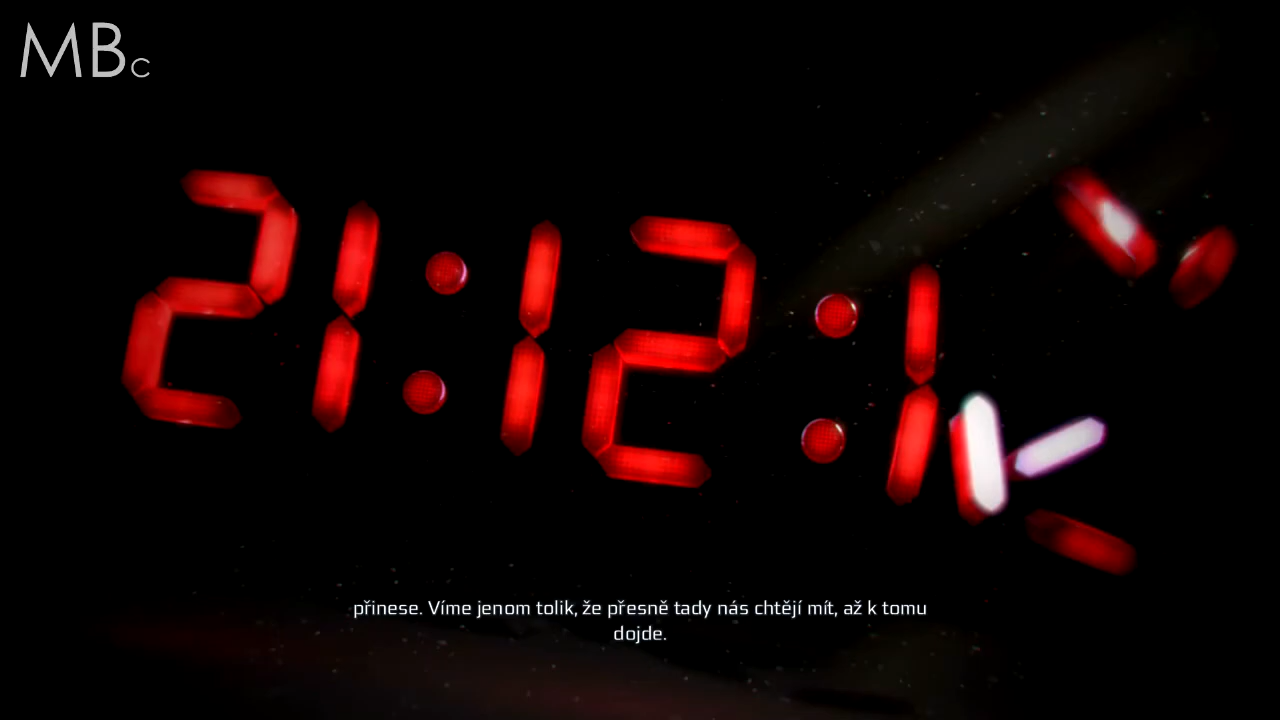 MBc
21:12:1
přinese. Víme jenom tolik, že přesně tady nás chtějí mít, až k tomu
dojde.